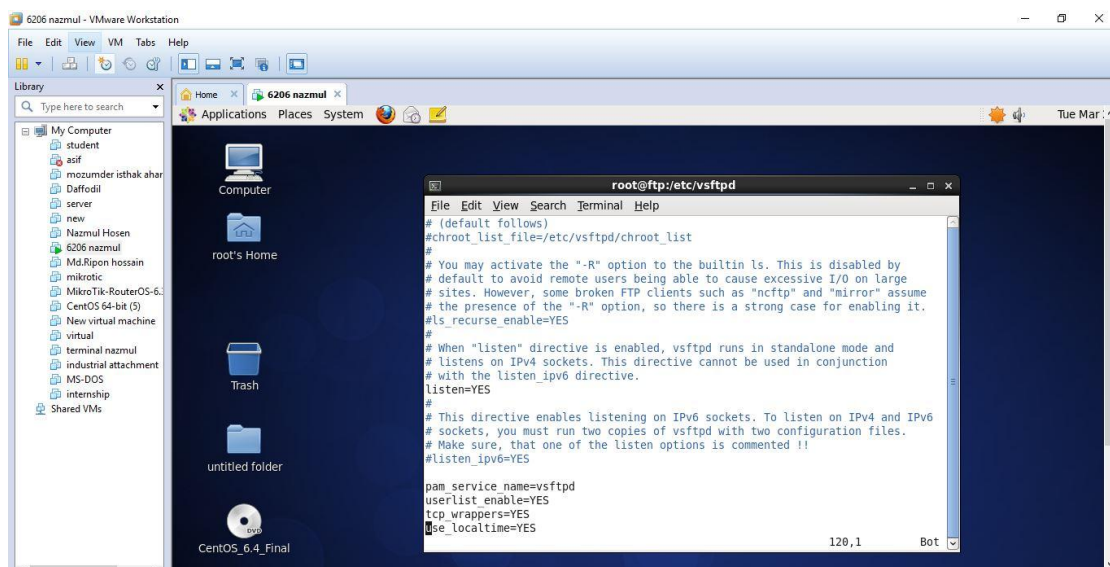 6206 nazmul - VMware Workstation
File Edit View VM Tabs Help
Library
Type here to search
My Computer
student
asif
mozumder isthak ahar
Daffodil
server
new
Nazmul Hosen
6206 nazmul
Md.Ripon hossain
mikrotic
MikroTik-RouterOS-6.
CentOS 64-bit (5)
New virtual machine
virtual
terminal nazmul
industrial attachment
MS-DOS
internship
Shared VMs
Home
6206 nazmul
Applications Places System
Tue Mar
Computer
root's Home
Trash
untitled folder
DVD
CentOS_6.4_Final
root@ftp:/etc/vsftpd
File Edit View Search Terminal Help
# (default follows)
#chroot_list_file=/etc/vsftpd/chroot_list
#
# You may activate the "-R" option to the builtin ls. This is disabled by
# default to avoid remote users being able to cause excessive I/O on large
# sites. However, some broken FTP clients such as "ncftp" and "mirror" assume
# the presence of the "-R" option, so there is a strong case for enabling it.
#ls_recurse_enable=YES
#
# When "listen" directive is enabled, vsftpd runs in standalone mode and
# listens on IPv4 sockets. This directive cannot be used in conjunction
# with the listen_ipv6 directive.
listen=YES
#
# This directive enables listening on IPv6 sockets. To listen on IPv4 and IPv6
# sockets, you must run two copies of vsftpd with two configuration files.
# Make sure, that one of the listen options is commented !!
#listen_ipv6=YES
pam_service_name=vsftpd
userlist_enable=YES
tcp_wrappers=YES
use_localtime=YES
120,1 Bot